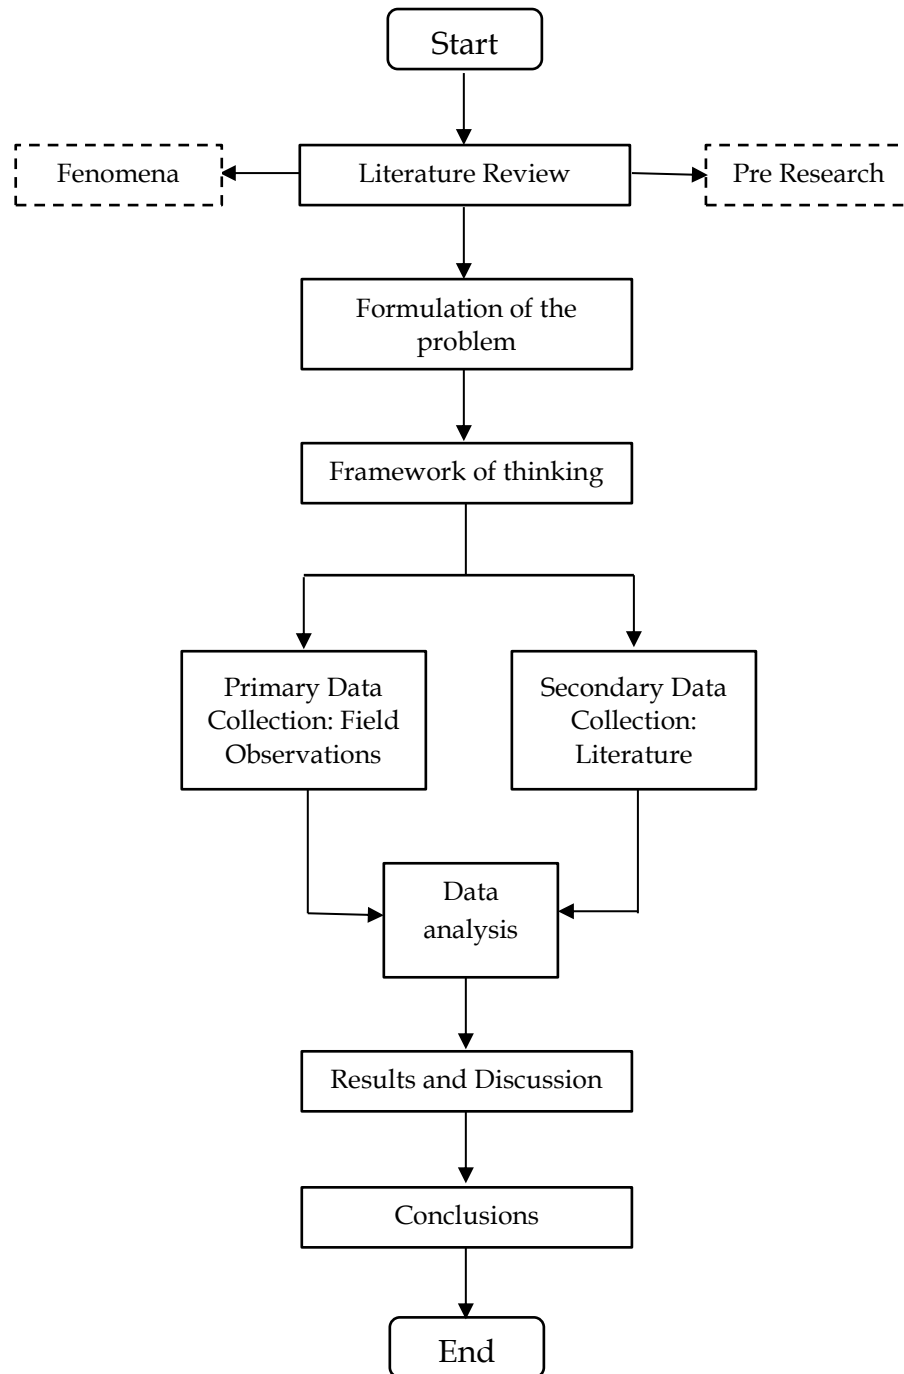 Start
Fenomena
Literature Review
Pre Research
Formulation of the
problem
Framework of thinking
Primary Data
Collection: Field
Observations
Secondary Data
Collection:
Literature
Data
analysis
Results and Discussion
Conclusions
End